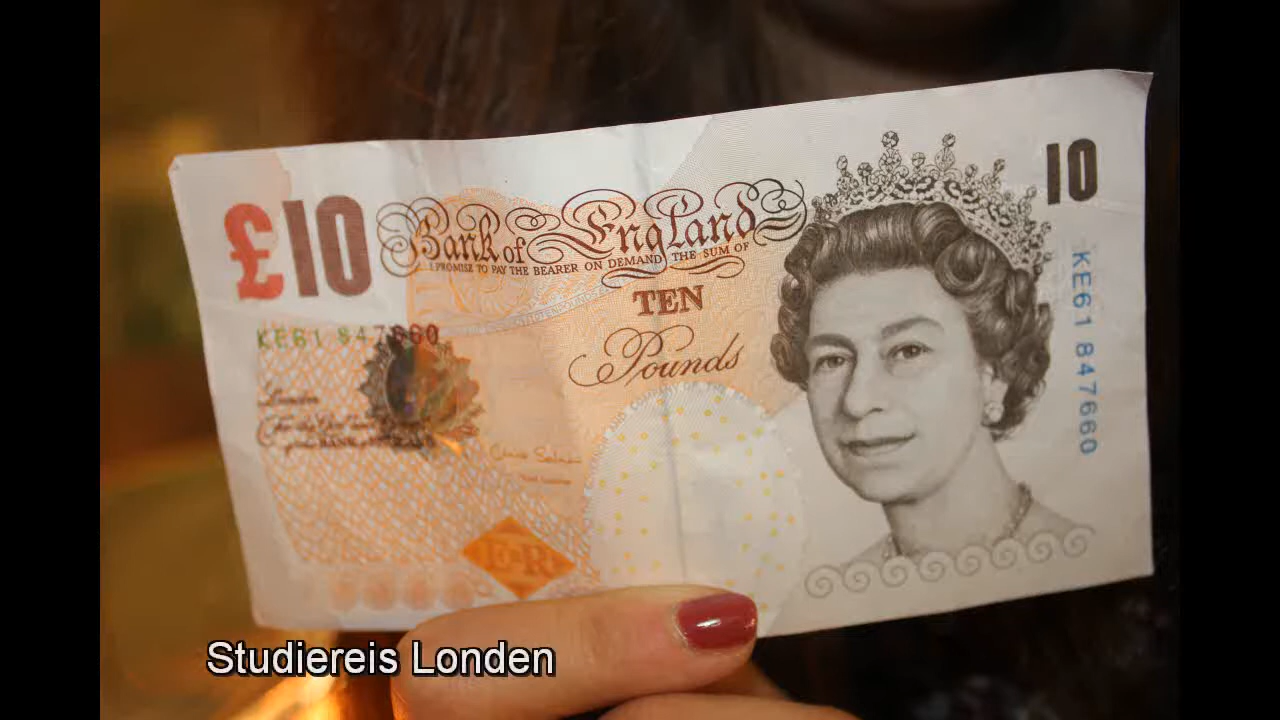 £10
Bank of England
I PROMISE TO PAY THE BEARER ON DEMAND THE SUM OF
TEN
Pounds
10
KE61 847660
KE61 847660
London
E R
Studiereis Londen